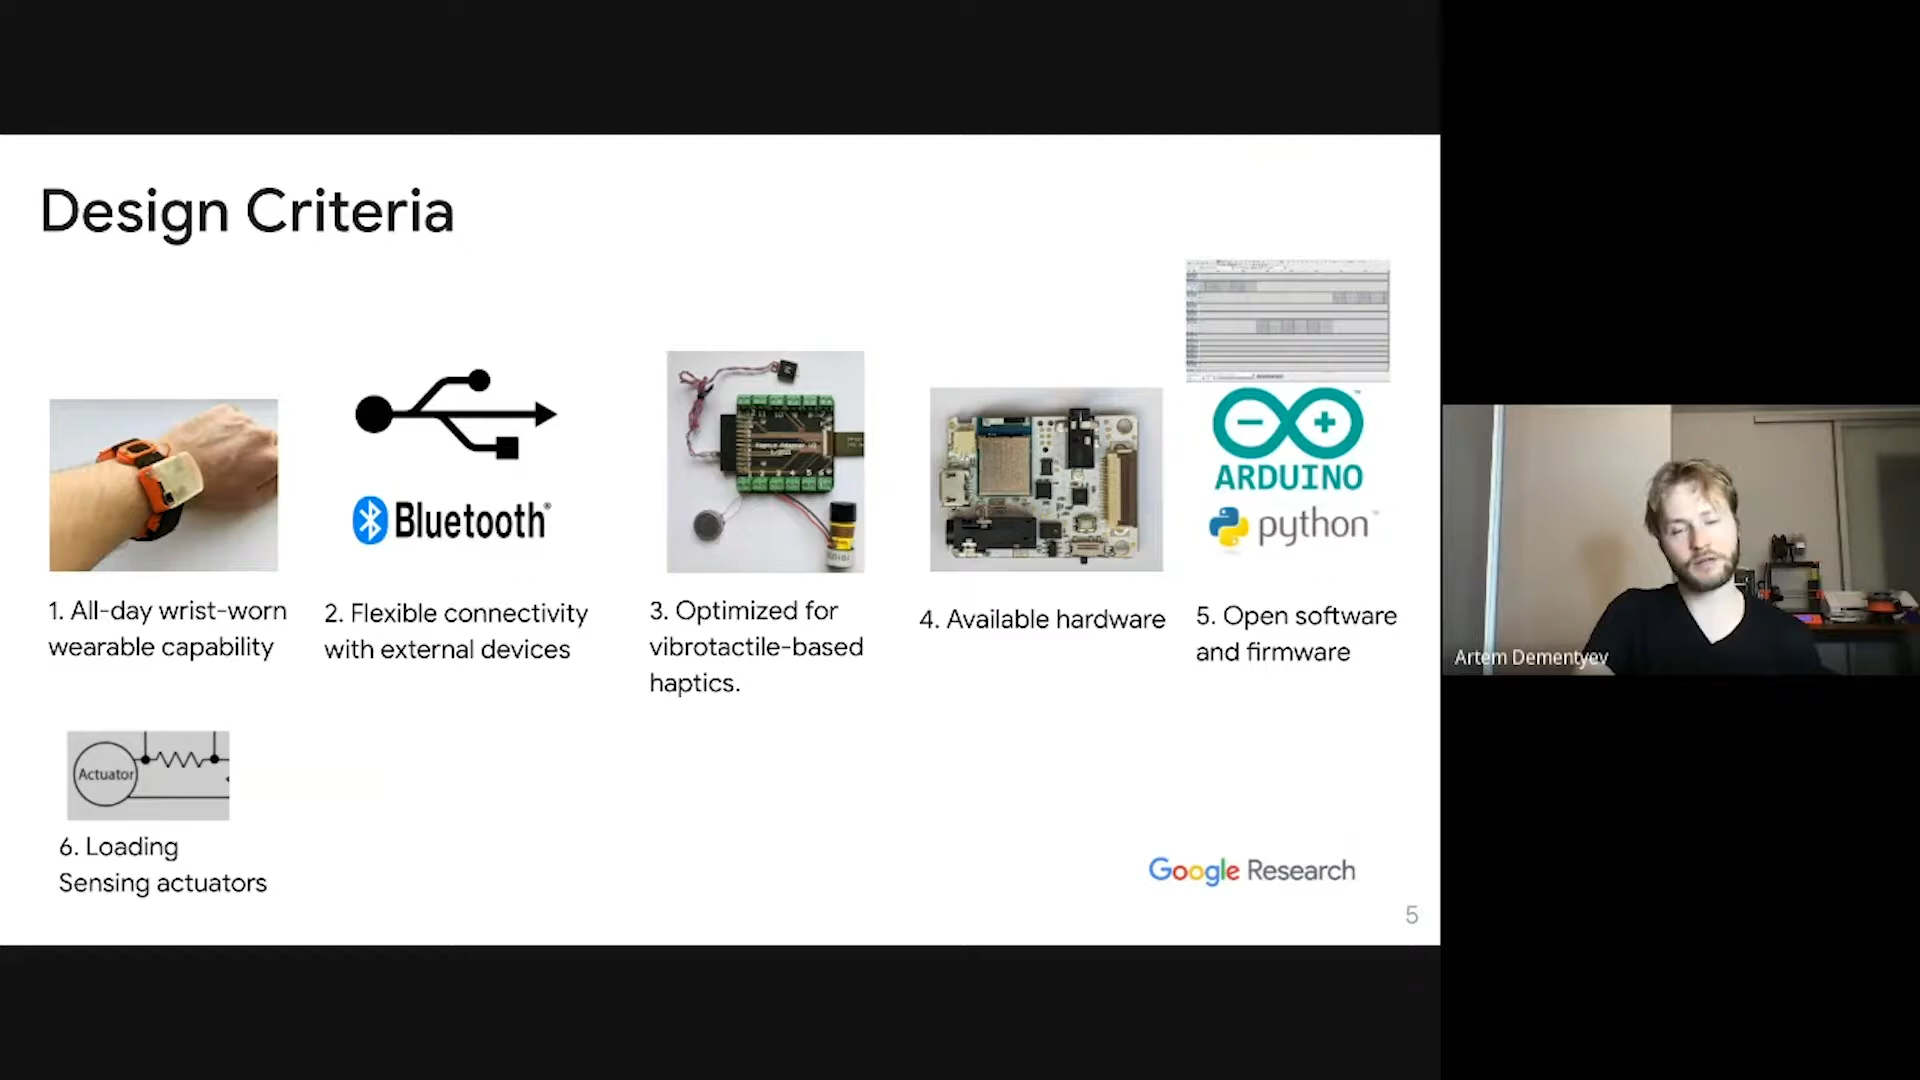 Design Criteria
ARDUINO
python™
Bluetooth®
1. All-day wrist-worn
wearable capability
2. Flexible connectivity
with external devices
3. Optimized for
vibrotactile-based
haptics.
4. Available hardware
5. Open software
and firmware
Actuator
6. Loading
Sensing actuators
Google Research
5
Artem Dementyev